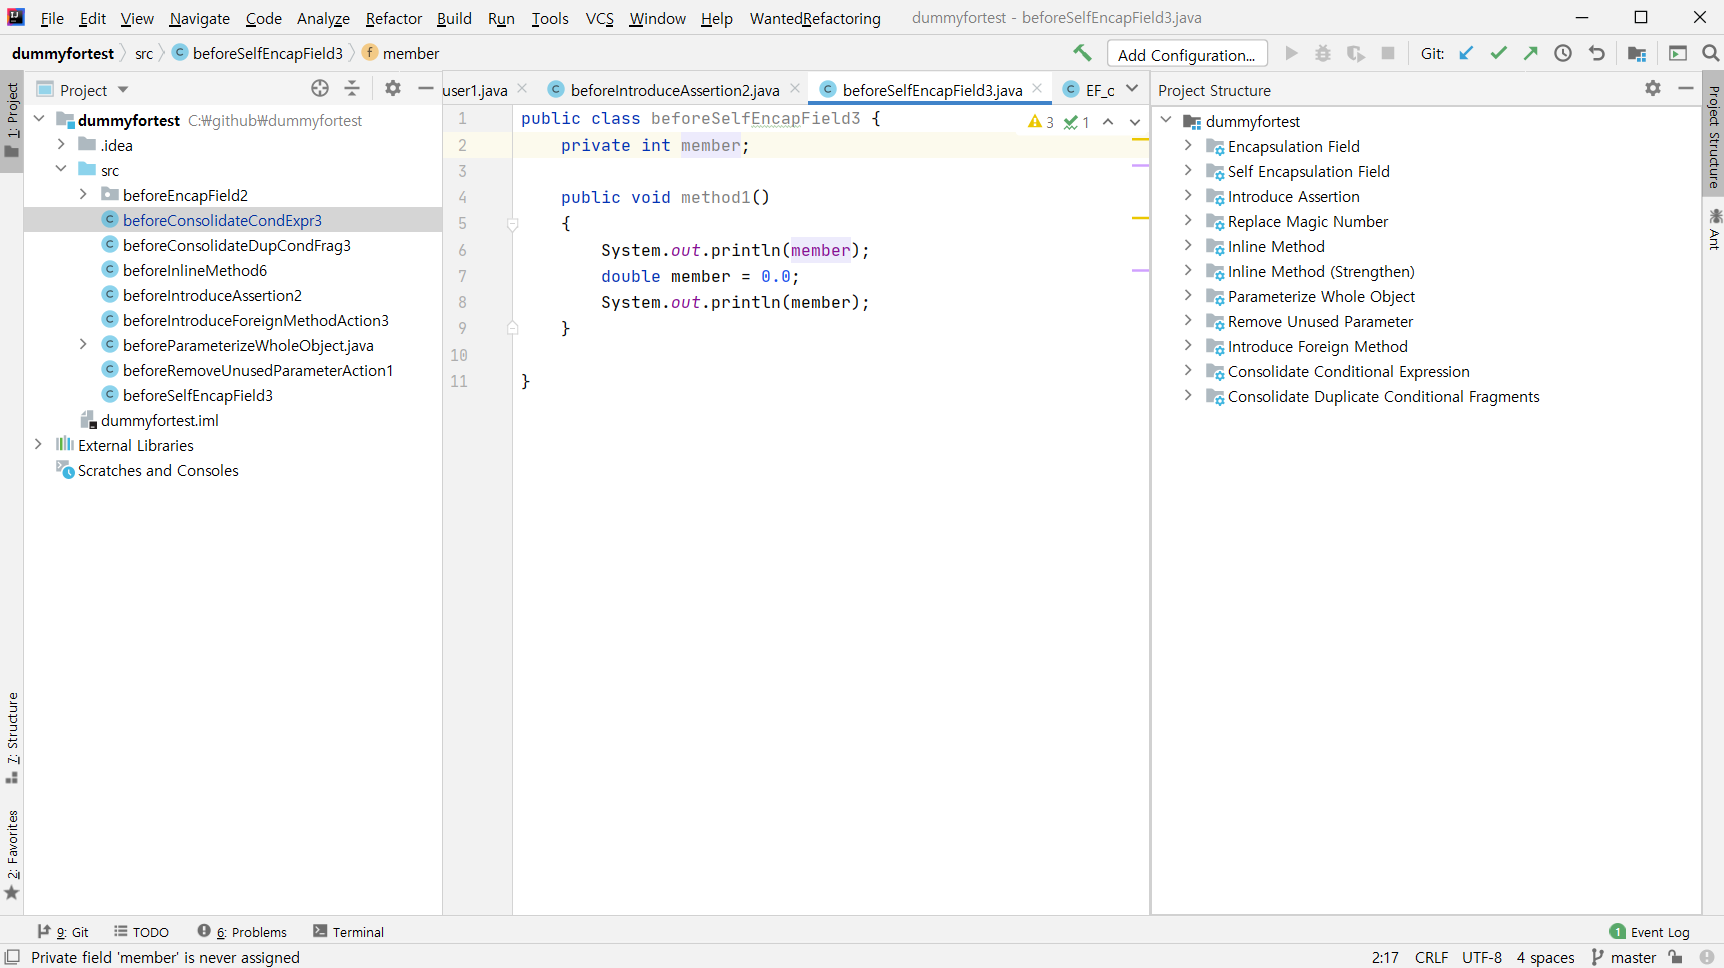 File Edit View Navigate Code Analyze Refactor Build Run Tools VCS Window Help WantedRefactoring dummyfortest - beforeSelfEncapField3.java
dummyfortest src beforeSelfEncapField3 member Add Configuration... Git:
1: Project
7: Structure
2: Favorites
Project
dummyfortest C:₩github₩dummyfortest
.idea
src
beforeEncapField2
beforeConsolidateCondExpr3
beforeConsolidateDupCondFrag3
beforeInlineMethod6
beforeIntroduceAssertion2
beforeIntroduceForeignMethodAction3
beforeParameterizeWholeObject.java
beforeRemoveUnusedParameterAction1
beforeSelfEncapField3
dummyfortest.iml
External Libraries
Scratches and Consoles
user1.java beforeIntroduceAssertion2.java beforeSelfEncapField3.java EF_c
3 1
1 public class beforeSelfEncapField3 {
2 private int member;
3
4 public void method1()
5 {
6 System.out.println(member);
7 double member = 0.0;
8 System.out.println(member);
9 }
10
11 }
Project Structure
dummyfortest
Encapsulation Field
Self Encapsulation Field
Introduce Assertion
Replace Magic Number
Inline Method
Inline Method (Strengthen)
Parameterize Whole Object
Remove Unused Parameter
Introduce Foreign Method
Consolidate Conditional Expression
Consolidate Duplicate Conditional Fragments
Project Structure
Ant
9: Git TODO 6: Problems Terminal 1 Event Log
Private field 'member' is never assigned 2:17 CRLF UTF-8 4 spaces master